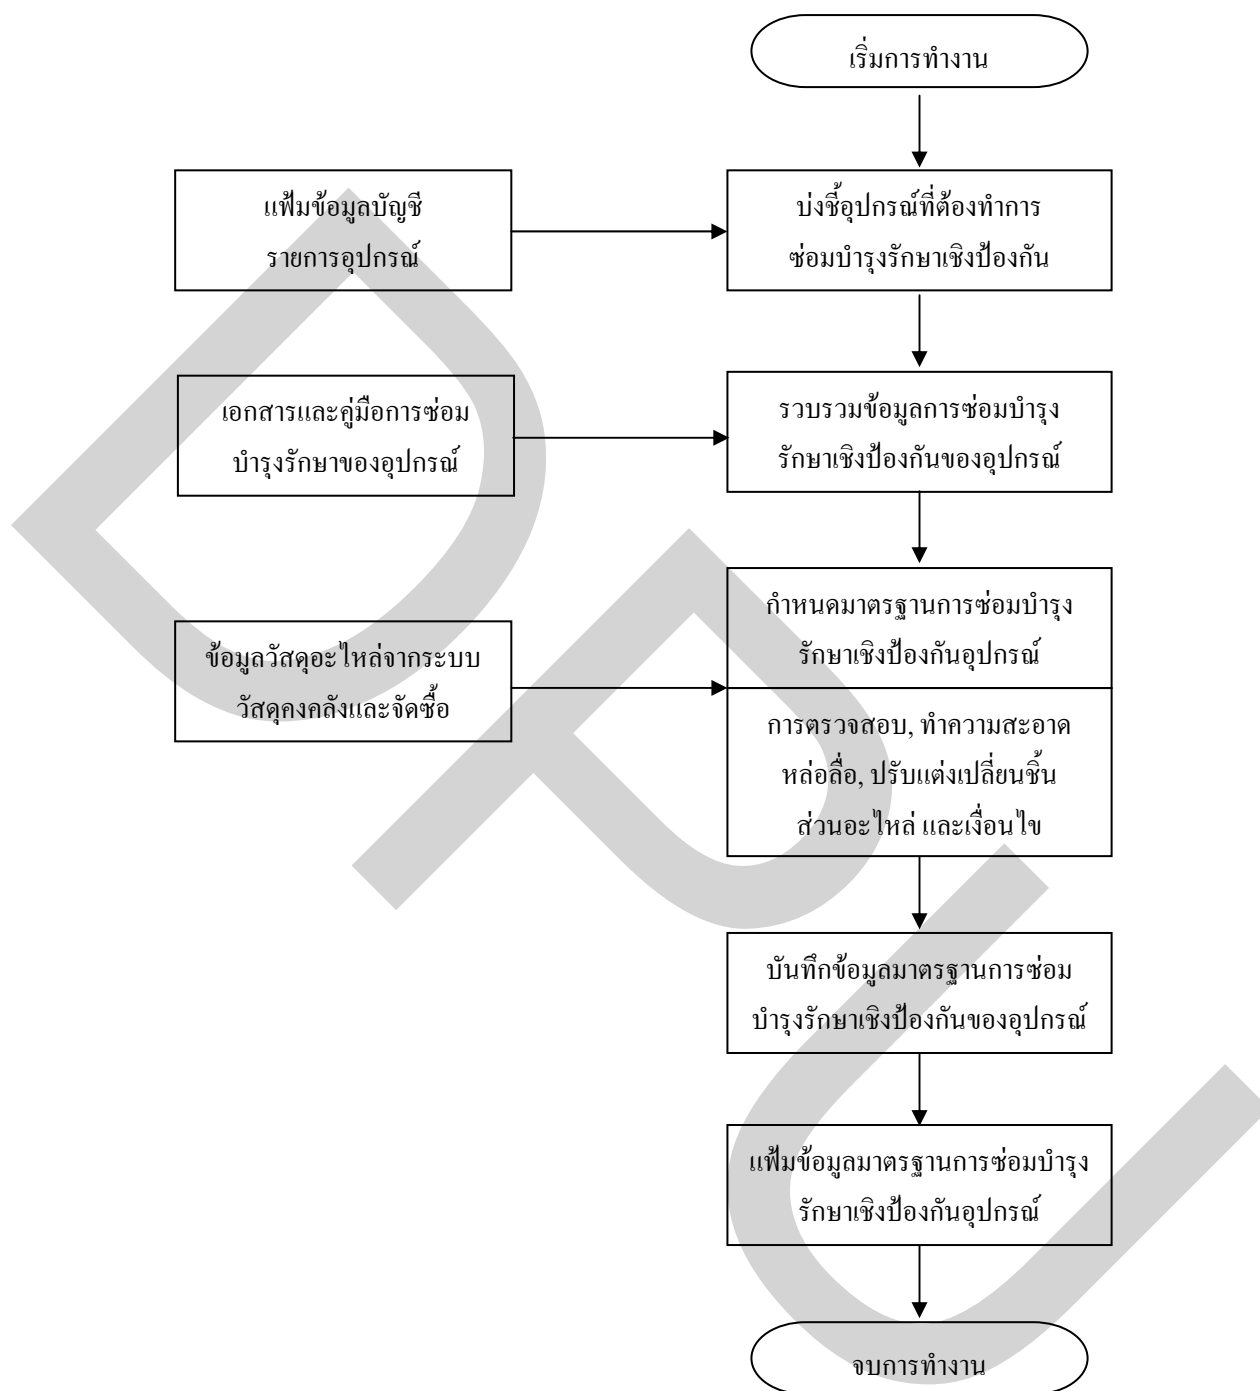 เริ่มการทำงาน
แฟ้มข้อมูลบัญชี
รายการอุปกรณ์
บ่งชี้อุปกรณ์ที่ต้องทำการ
ซ่อมบำรุงรักษาเชิงป้องกัน
เอกสารและคู่มือการซ่อม
บำรุงรักษาของอุปกรณ์
รวบรวมข้อมูลการซ่อมบำรุง
รักษาเชิงป้องกันของอุปกรณ์
ข้อมูลวัสดุอะไหล่จากระบบ
วัสดุคงคลังและจัดซื้อ
กำหนดมาตรฐานการซ่อมบำรุง
รักษาเชิงป้องกันอุปกรณ์
การตรวจสอบ, ทำความสะอาด
หล่อลื่อ, ปรับแต่งเปลี่ยนชิ้น
ส่วนอะไหล่ และเงื่อนไข
บันทึกข้อมูลมาตรฐานการซ่อม
บำรุงรักษาเชิงป้องกันของอุปกรณ์
แฟ้มข้อมูลมาตรฐานการซ่อมบำรุง
รักษาเชิงป้องกันอุปกรณ์
จบการทำงาน
DPU